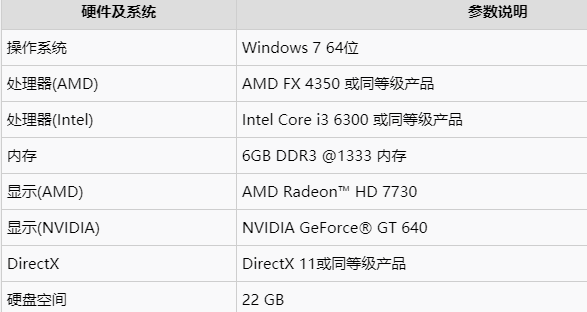 硬件及系统 参数说明
操作系统 Windows 7 64位
处理器(AMD) AMD FX 4350 或同等级产品
处理器(Intel) Intel Core i3 6300 或同等级产品
内存 6GB DDR3 @1333 内存
显示(AMD) AMD Radeon™ HD 7730
显示(NVIDIA) NVIDIA GeForce® GT 640
DirectX DirectX 11或同等级产品
硬盘空间 22 GB